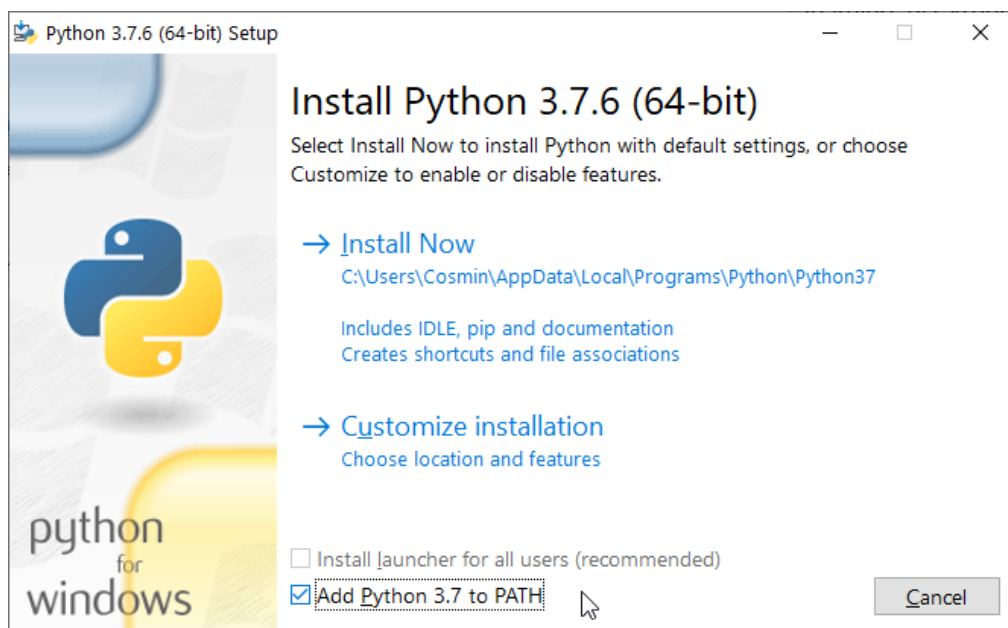 Python 3.7.6 (64-bit) Setup
Install Python 3.7.6 (64-bit)
Select Install Now to install Python with default settings, or choose
Customize to enable or disable features.
Install Now
C:\Users\Cosmin\AppData\Local\Programs\Python\Python37
Includes IDLE, pip and documentation
Creates shortcuts and file associations
Customize installation
Choose location and features
python
for
windows
Install launcher for all users (recommended)
Add Python 3.7 to PATH
Cancel